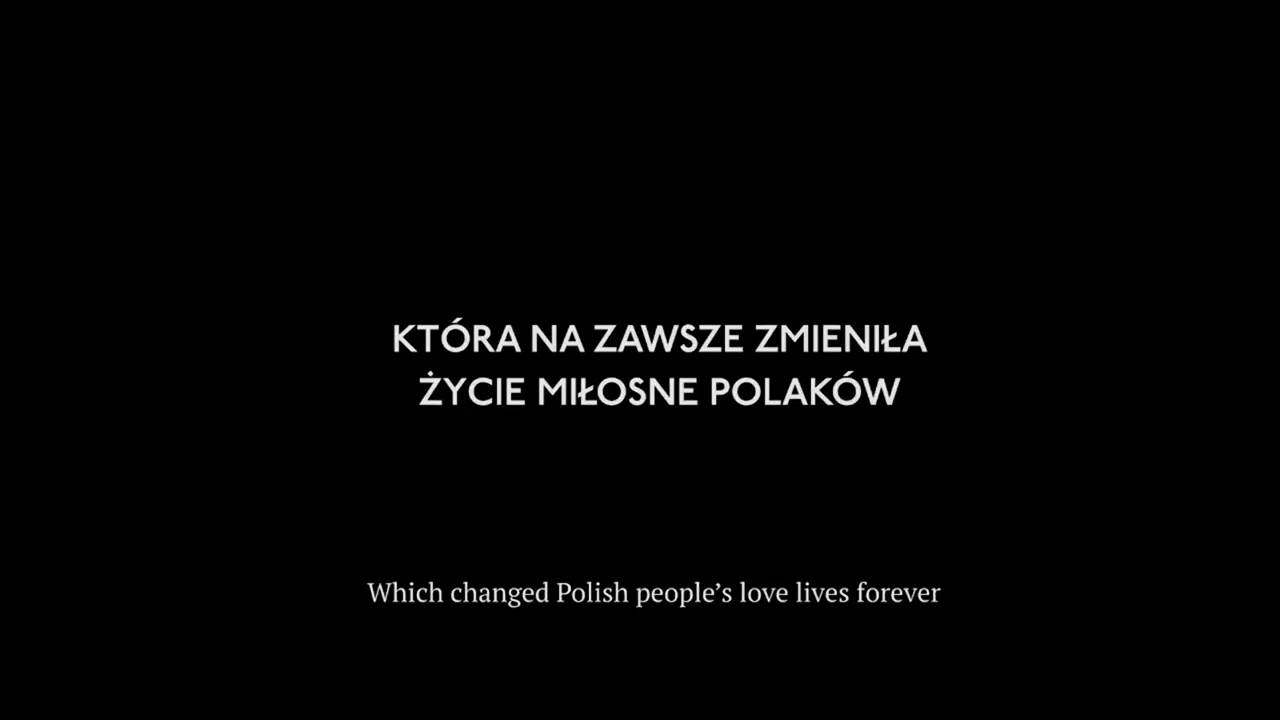 KTÓRA NA ZAWSZE ZMIENIŁA
ŻYCIE MIŁOSNE POLAKÓW
Which changed Polish people’s love lives forever